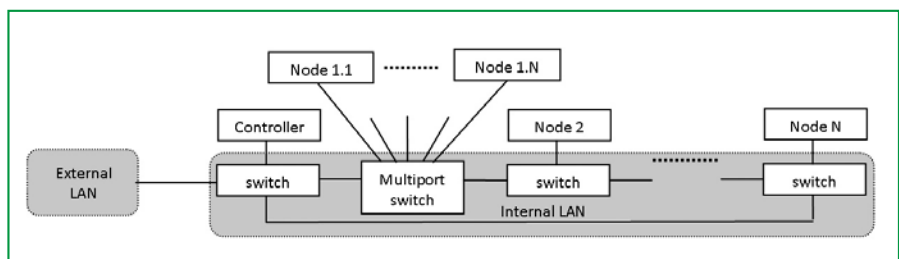 Node 1.1
Node 1.N
Controller
Node 2
Node N
External
LAN
switch
Multiport
switch
switch
switch
Internal LAN